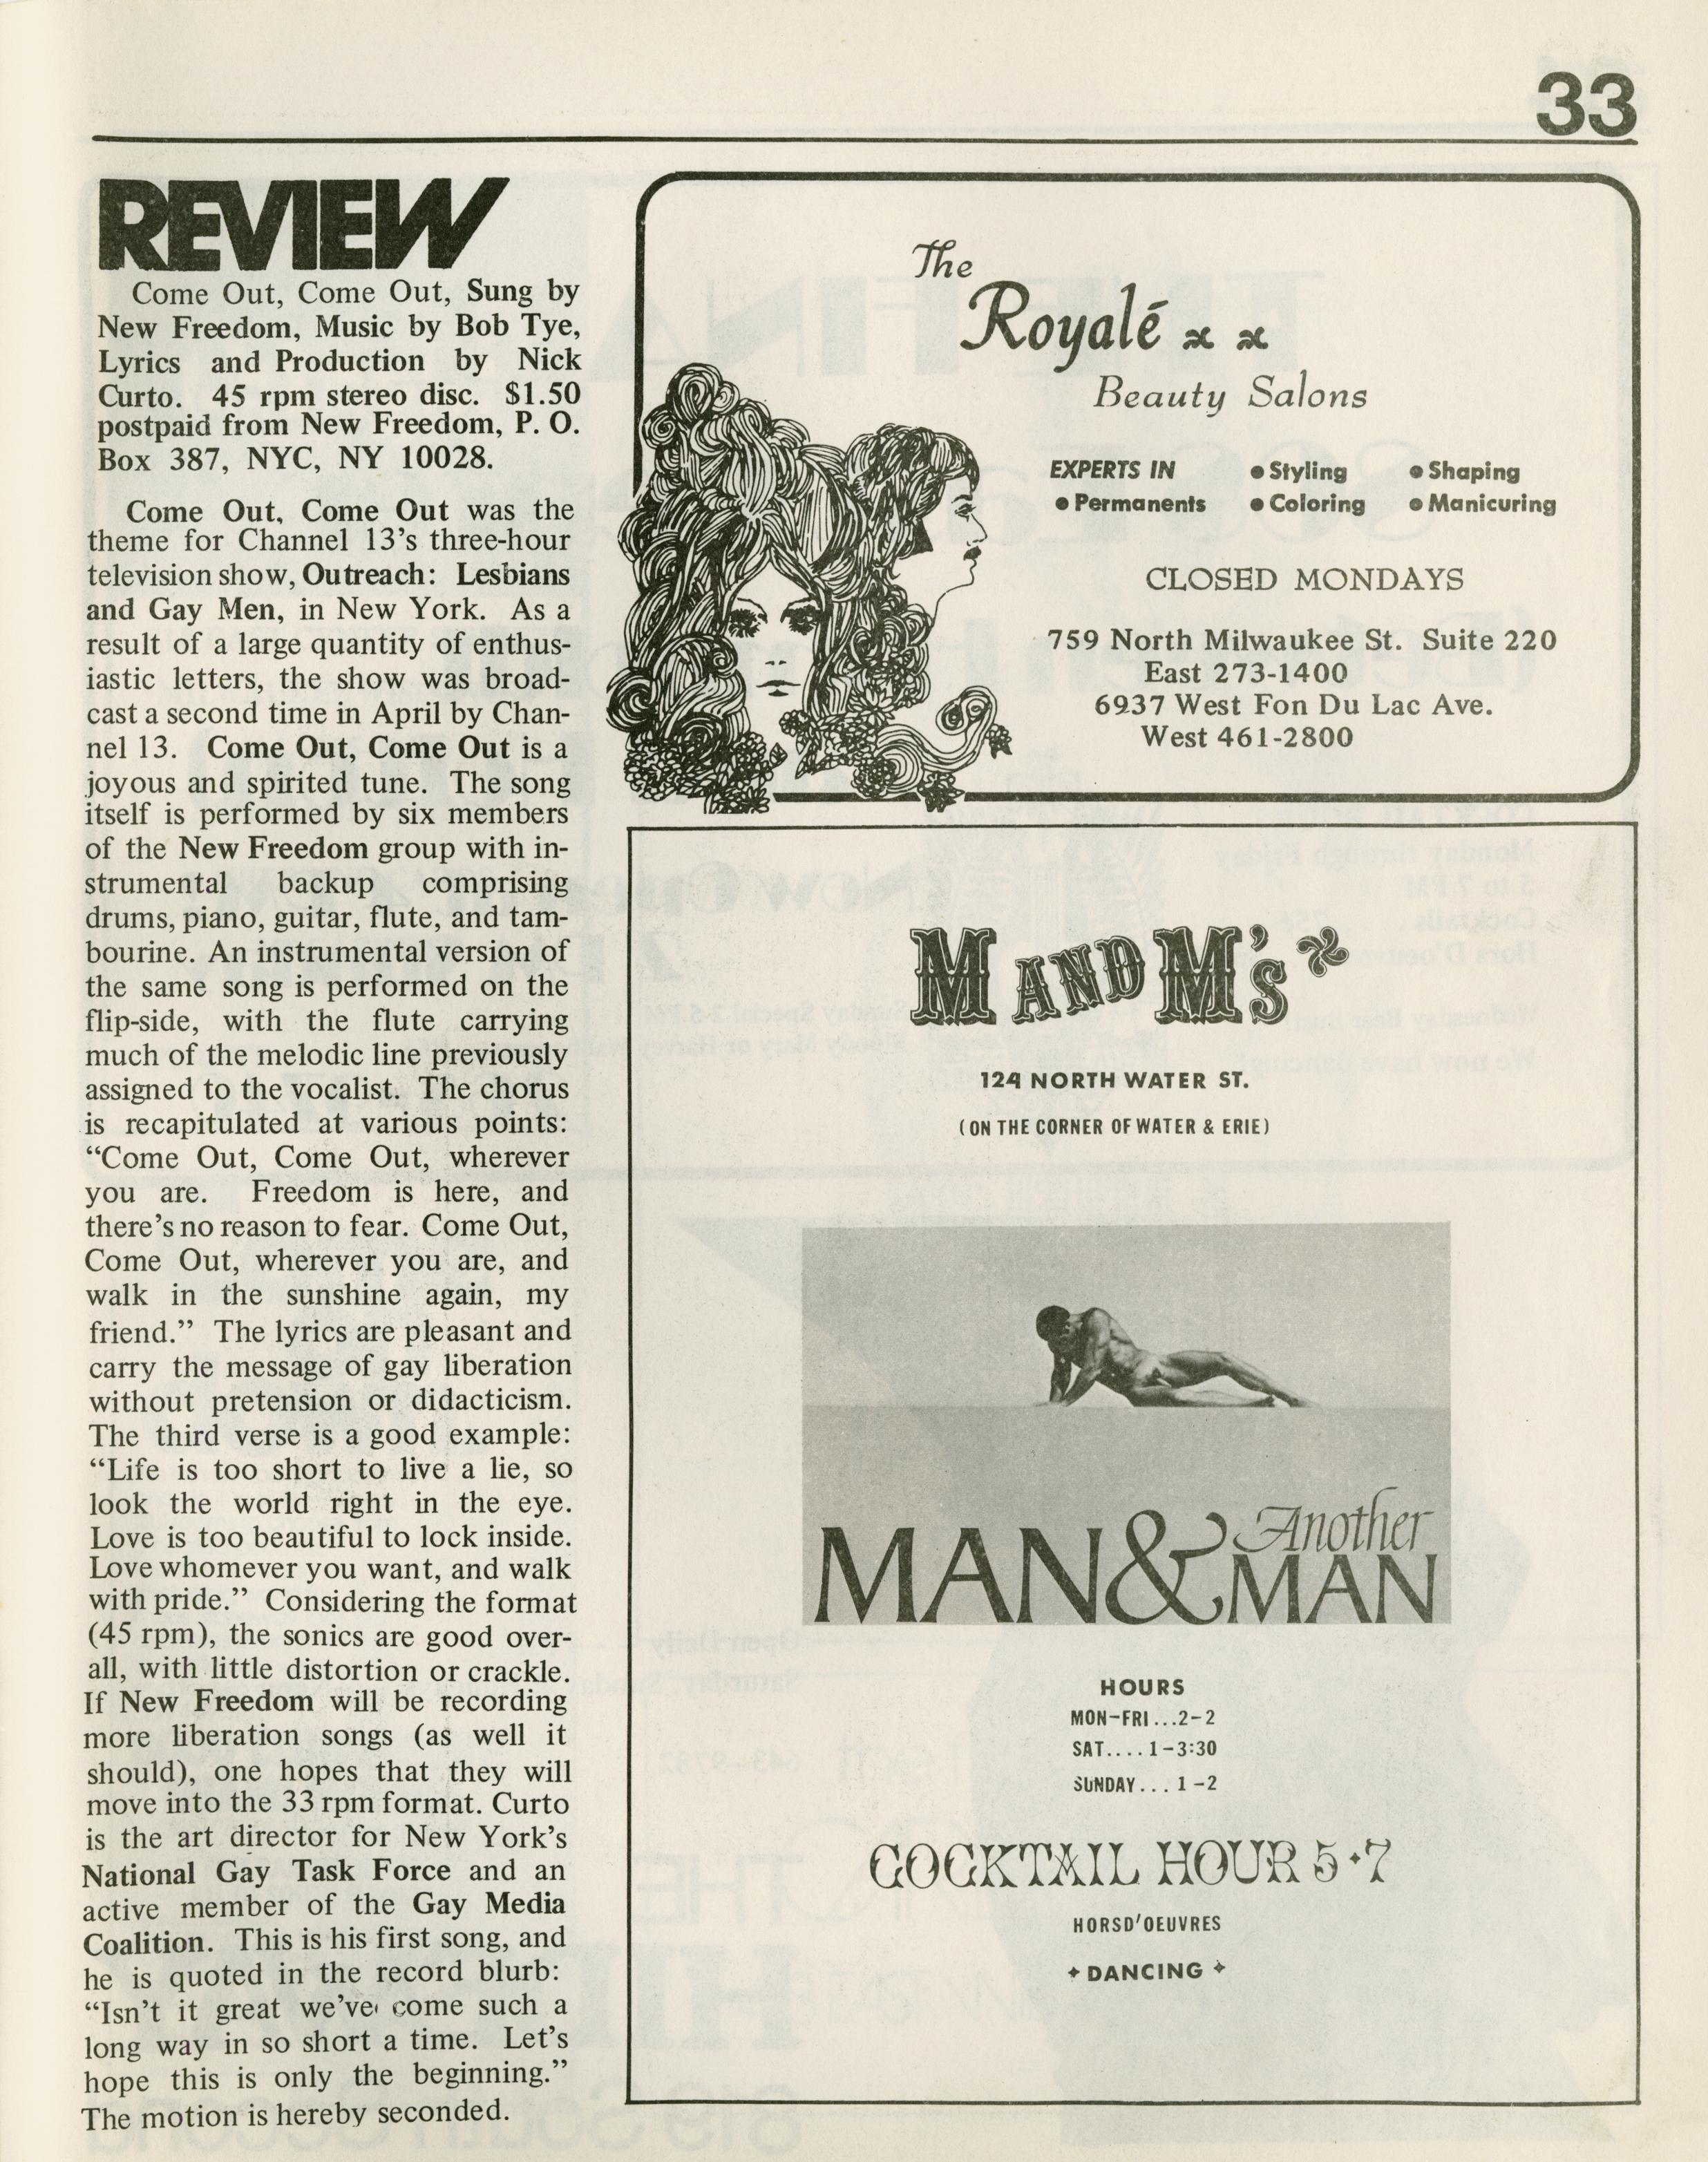 33
REVIEW
Come Out, Come Out, Sung by
New Freedom, Music by Bob Tye,
Lyrics and Production by Nick
Curto. 45 rpm stereo disc. $1.50
postpaid from New Freedom, P. O.
Box 387, NYC, NY 10028.
Come Out, Come Out was the
theme for Channel 13's three-hour
television show, Outreach: Lesbians
and Gay Men, in New York. As a
result of a large quantity of enthus-
iastic letters, the show was broad-
cast a second time in April by Chan-
nel 13. Come Out, Come Out is a
joyous and spirited tune. The song
itself is performed by six members
of the New Freedom group with in-
strumental backup comprising
drums, piano, guitar, flute, and tam-
bourine. An instrumental version of
the same song is performed on the
flip-side, with the flute carrying
much of the melodic line previously
assigned to the vocalist. The chorus
is recapitulated at various points:
“Come Out, Come Out, wherever
you are. Freedom is here, and
there's no reason to fear. Come Out,
Come Out, wherever you are, and
walk in the sunshine again, my
friend.” The lyrics are pleasant and
carry the message of gay liberation
without pretension or didacticism.
The third verse is a good example:
“Life is too short to live a lie, so
look the world right in the eye.
Love is too beautiful to lock inside.
Love whomever you want, and walk
with pride.” Considering the format
(45 rpm), the sonics are good over-
all, with little distortion or crackle.
If New Freedom will be recording
more liberation songs (as well it
should), one hopes that they will
move into the 33 rpm format. Curto
is the art director for New York's
National Gay Task Force and an
active member of the Gay Media
Coalition. This is his first song, and
he is quoted in the record blurb:
“Isn't it great we've come such a
long way in so short a time. Let's
hope this is only the beginning.”
The motion is hereby seconded.
The
Royalé
Beauty Salons
EXPERTS IN • Styling • Shaping
• Permanents • Coloring • Manicuring
CLOSED MONDAYS
759 North Milwaukee St. Suite 220
East 273-1400
6937 West Fon Du Lac Ave.
West 461-2800
M AND M's
124 NORTH WATER ST.
(ON THE CORNER OF WATER & ERIE)
MAN & Another
MAN
HOURS
MON-FRI...2-2
SAT.... 1-3:30
SUNDAY... 1-2
COCKTAIL HOUR 5·7
HORSD'OEUVRES
DANCING